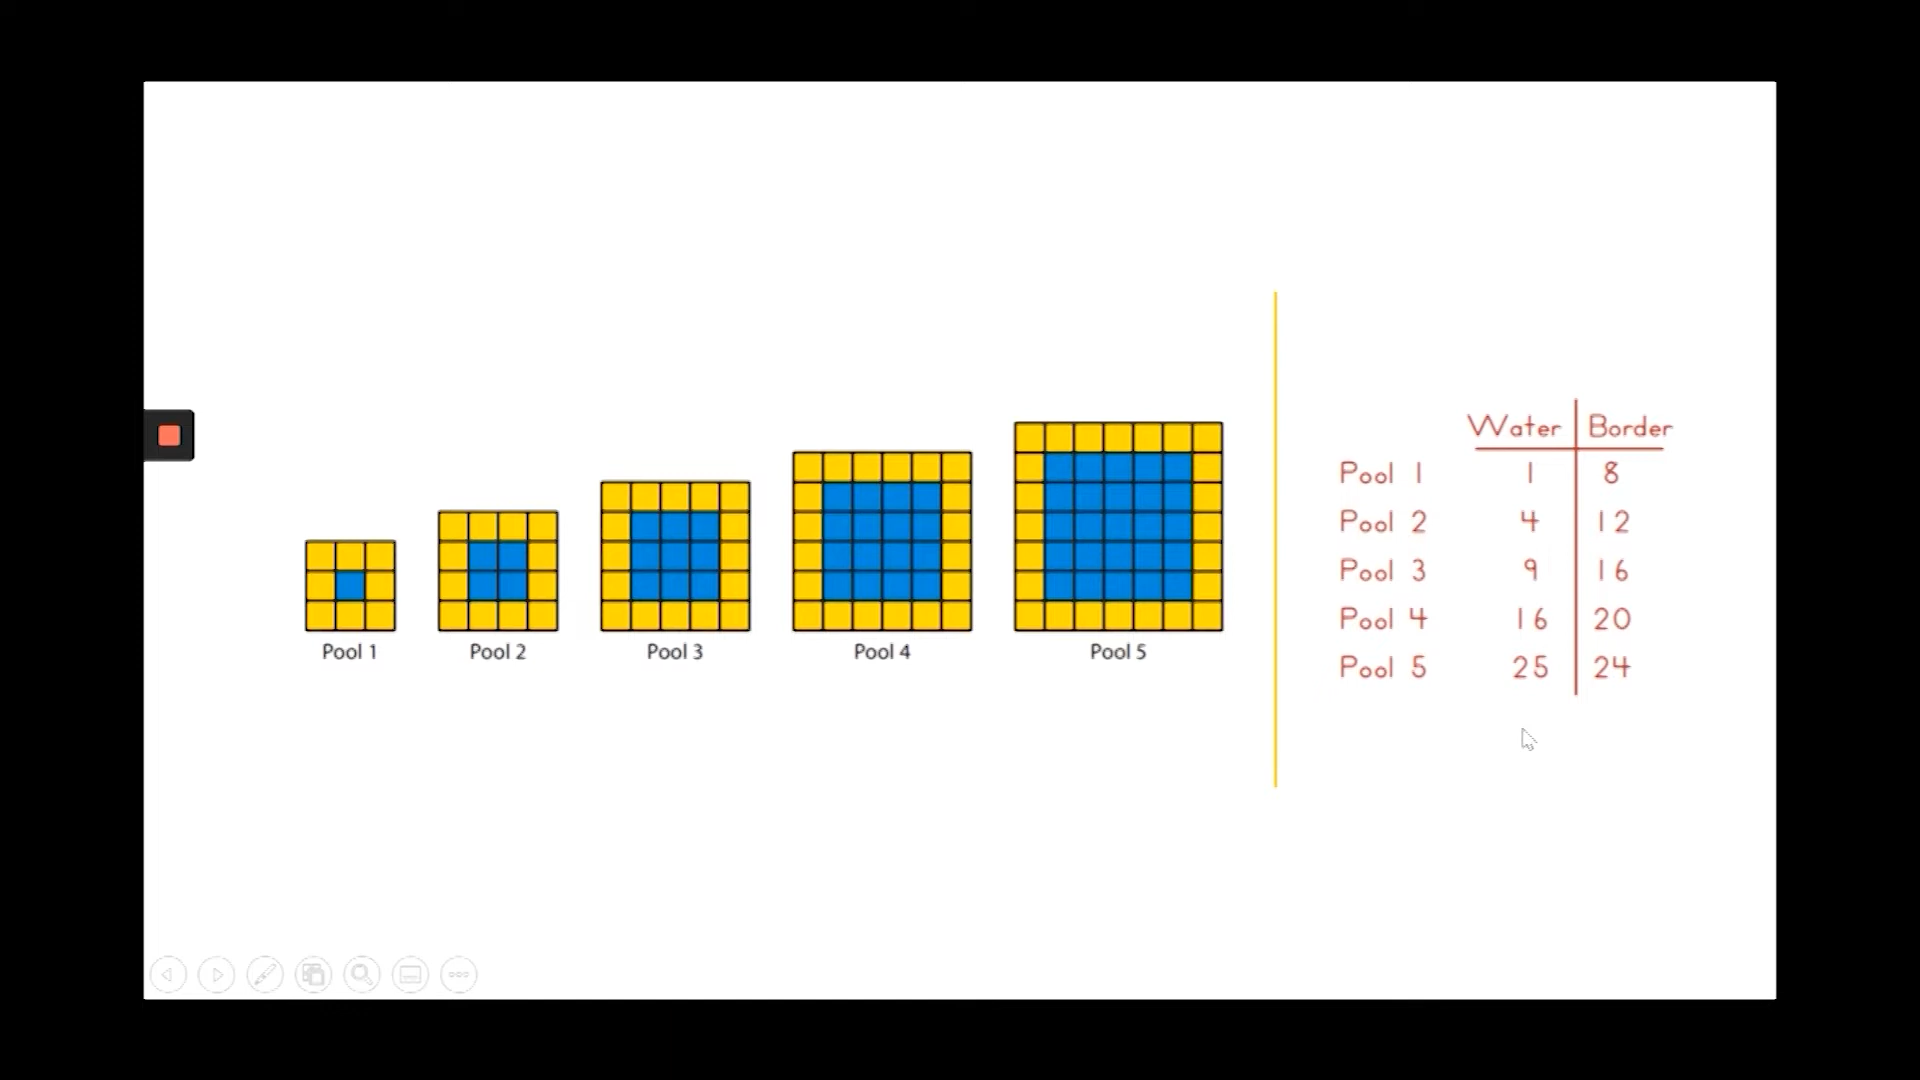 Pool 1
Pool 2
Pool 3
Pool 4
Pool 5
Water Border
Pool 1 1 8
Pool 2 4 12
Pool 3 9 16
Pool 4 16 20
Pool 5 25 24